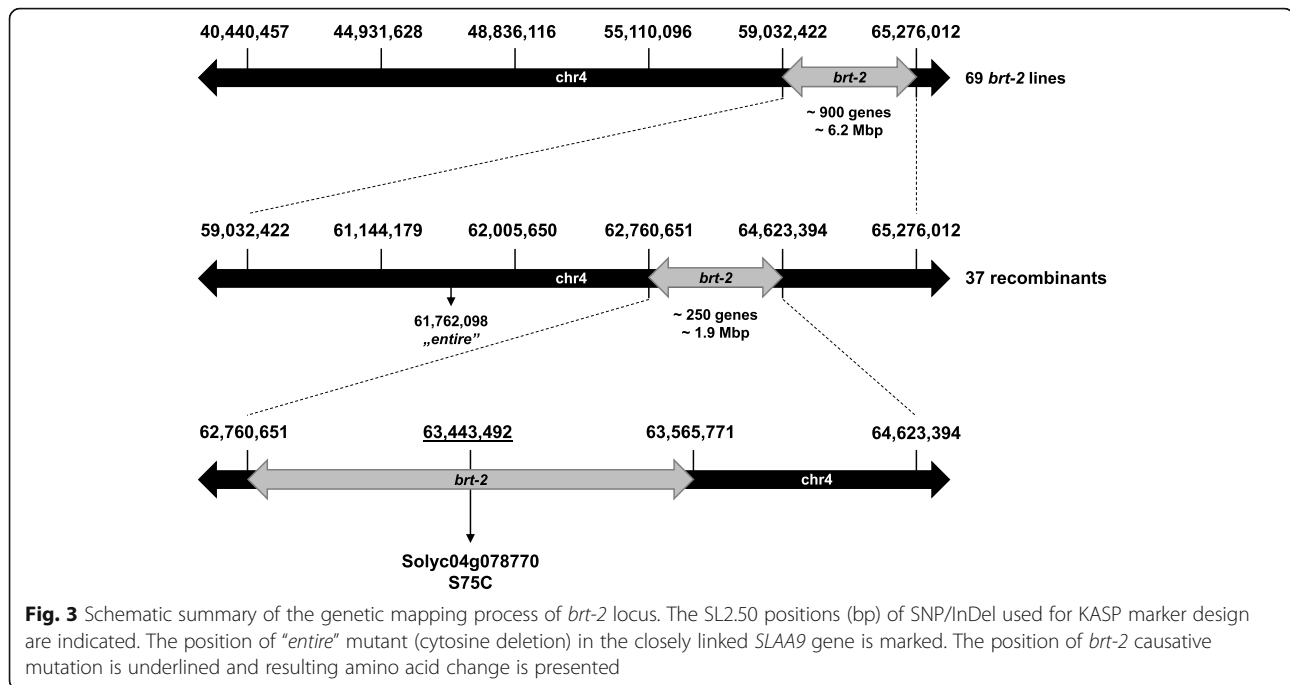 40,440,457 44,931,628 48,836,116 55,110,096 59,032,422 65,276,012
chr4 brt-2 69 brt-2 lines
~ 900 genes
~ 6.2 Mbp
59,032,422 61,144,179 62,005,650 62,760,651 64,623,394 65,276,012
chr4 brt-2 37 recombinants
61,762,098
„entire”
~ 250 genes
~ 1.9 Mbp
62,760,651 63,443,492 63,565,771 64,623,394
brt-2 chr4
Solyc04g078770
S75C
Fig. 3 Schematic summary of the genetic mapping process of brt-2 locus. The SL2.50 positions (bp) of SNP/InDel used for KASP marker design
are indicated. The position of “entire” mutant (cytosine deletion) in the closely linked SLAA9 gene is marked. The position of brt-2 causative
mutation is underlined and resulting amino acid change is presented